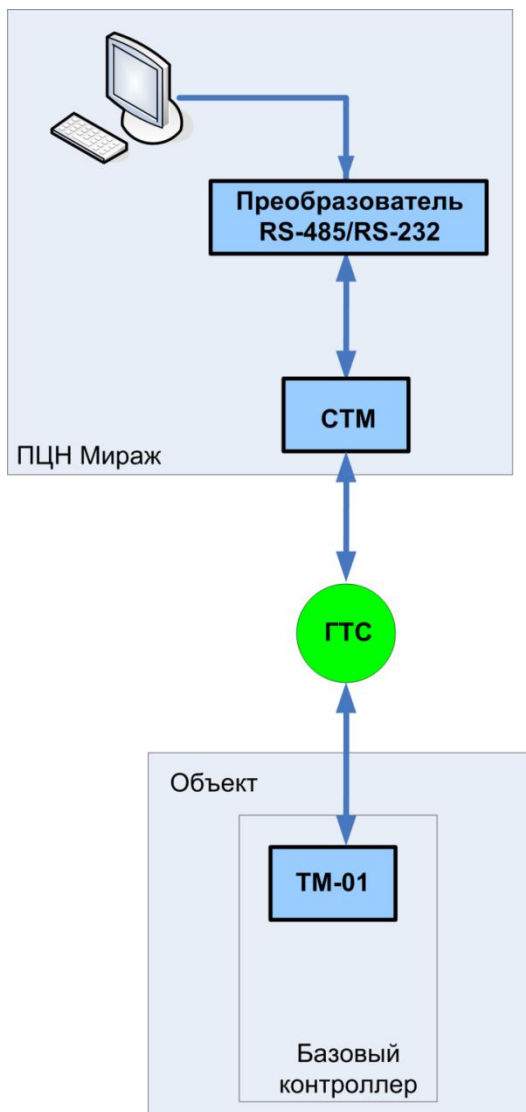 Преобразователь
RS-485/RS-232
СТМ
ПЦН Мираж
ГТС
Объект
ТМ-01
Базовый
контроллер